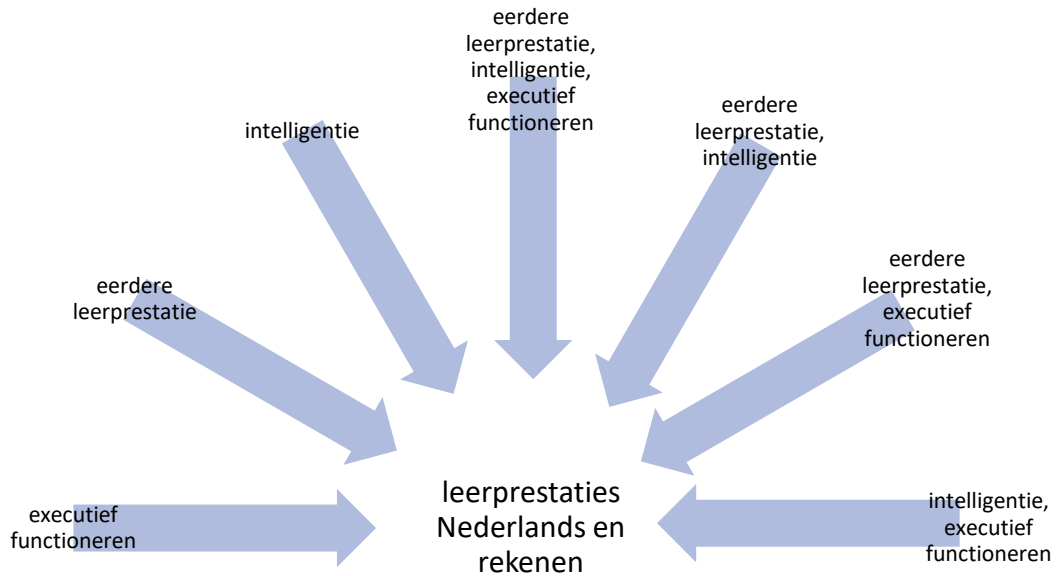 eerdere
leerprestatie,
intelligentie,
executief
functioneren
intelligentie
eerdere
leerprestatie,
intelligentie
eerdere
leerprestatie
eerdere
leerprestatie,
executief
functioneren
executief
functioneren
leerprestaties
Nederlands en
rekenen
intelligentie,
executief
functioneren